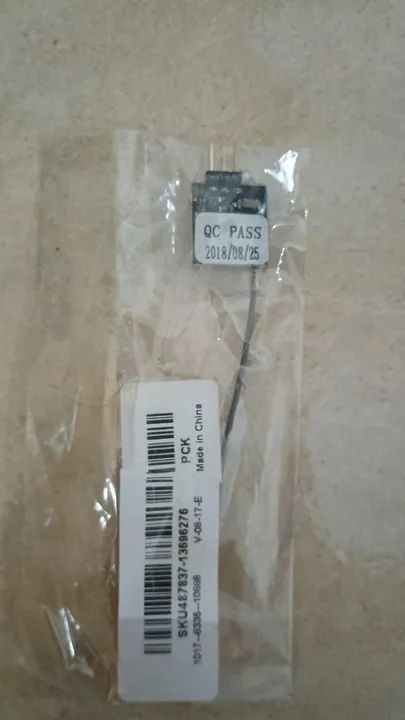 QC PASS
2018/08/25
PCK
Made in China
SKU487837-13696276
V-08-17-E